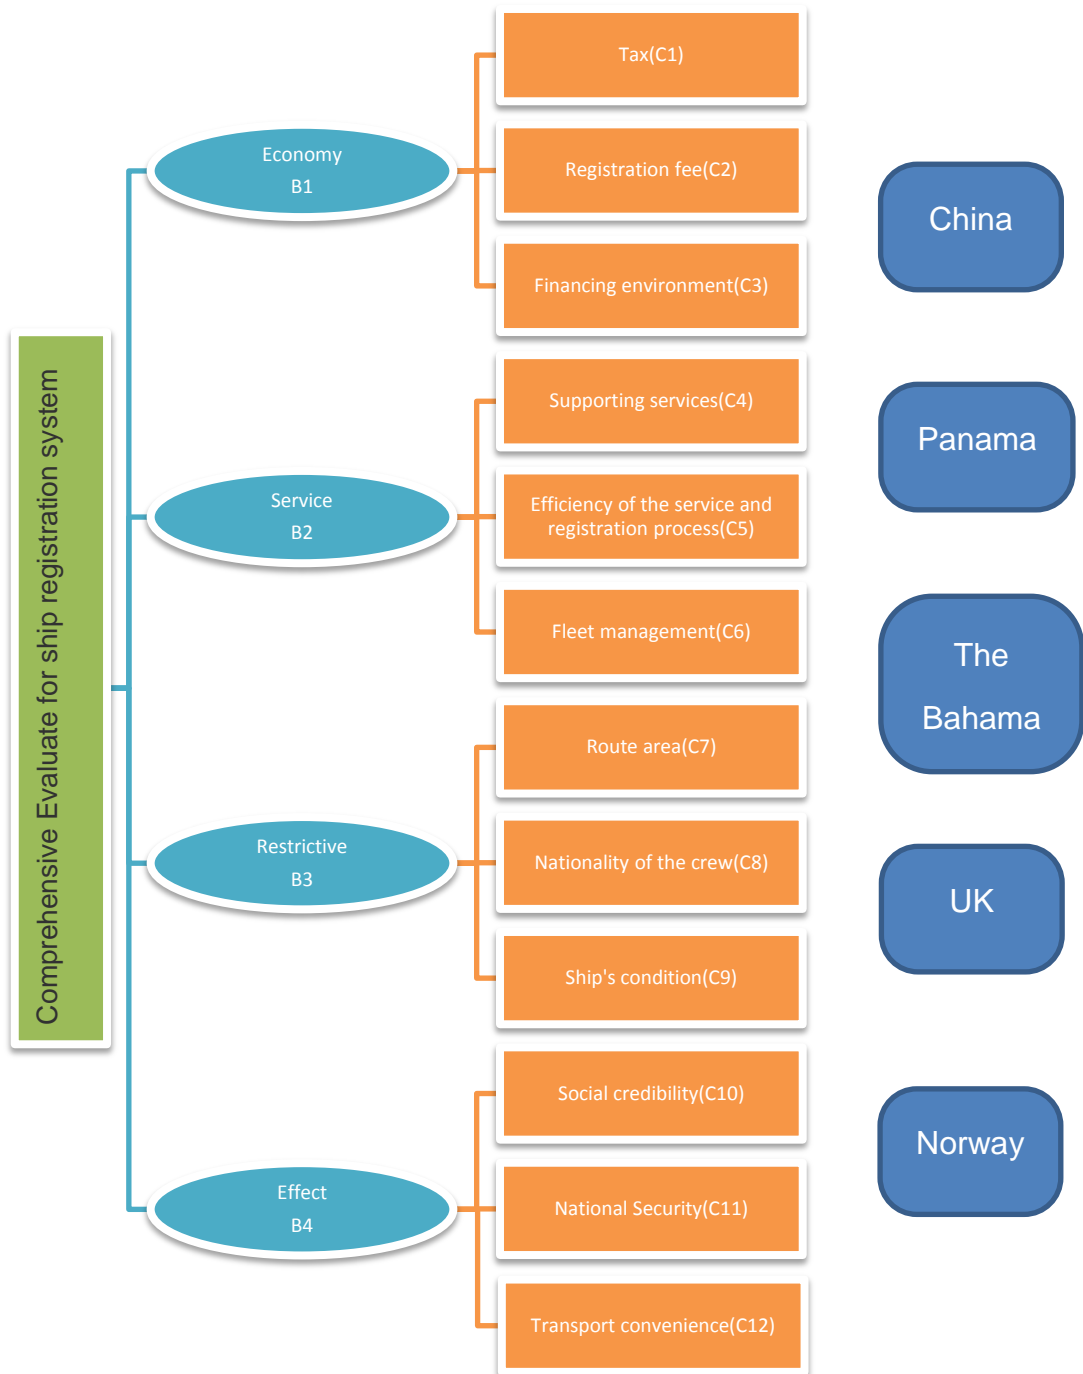 Comprehensive Evaluate for ship registration system
Economy
B1
Tax(C1)
Registration fee(C2)
Financing environment(C3)
Service
B2
Supporting services(C4)
Efficiency of the service and
registration process(C5)
Fleet management(C6)
Restrictive
B3
Route area(C7)
Nationality of the crew(C8)
Ship's condition(C9)
Effect
B4
Social credibility(C10)
National Security(C11)
Transport convenience(C12)
China
Panama
The
Bahama
UK
Norway